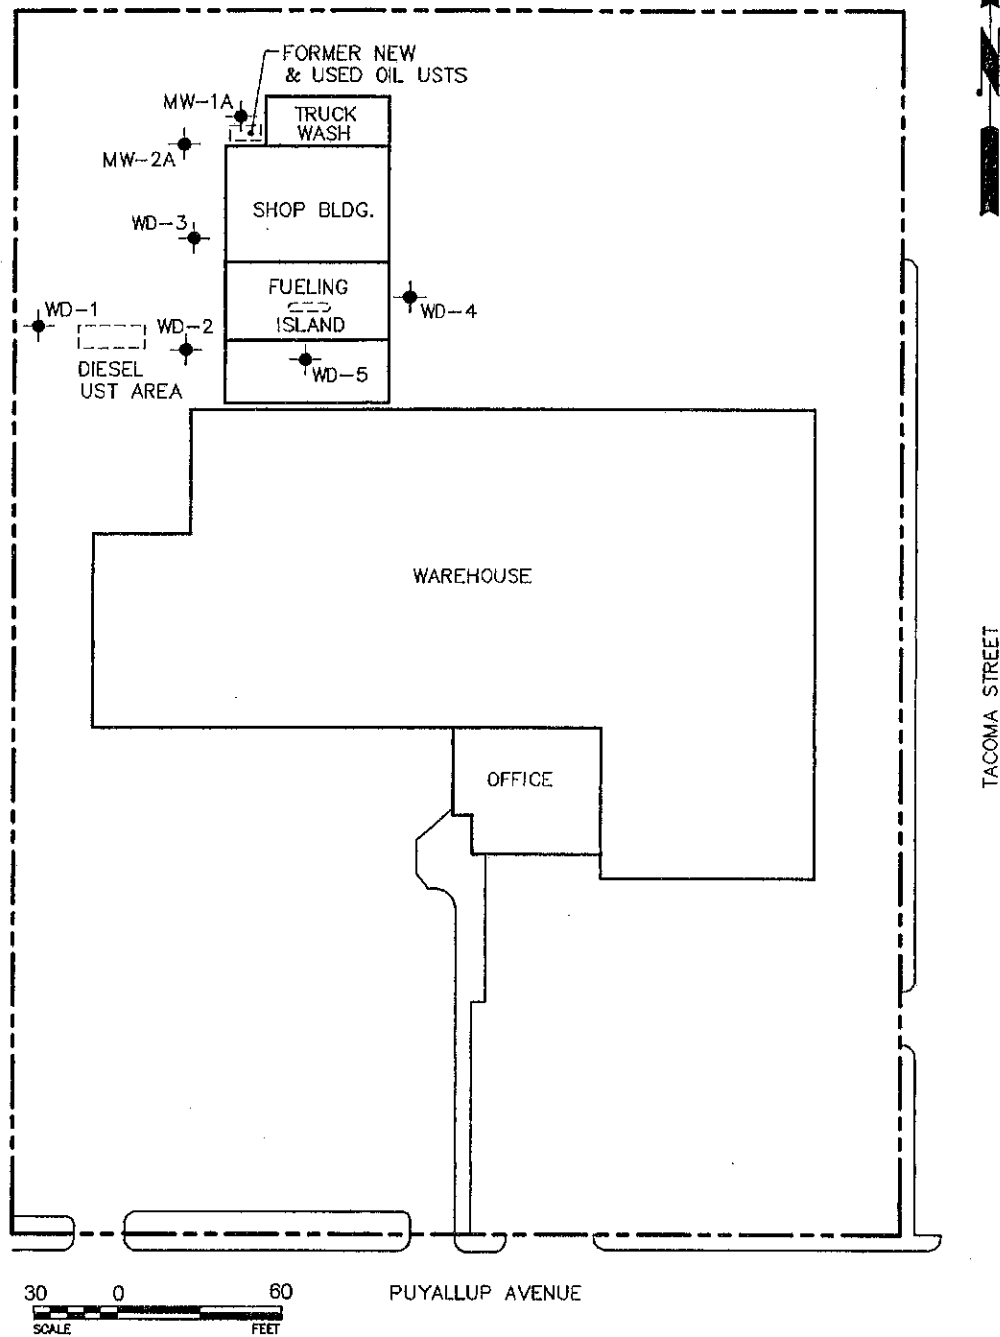 FORMER NEW
& USED OIL USTS
MW-1A
TRUCK
WASH
MW-2A
SHOP BLDG.
WD-3
FUELING
ISLAND
WD-4
WD-1
WD-2
WD-5
DIESEL
UST AREA
WAREHOUSE
OFFICE
TACOMA STREET
PUYALLUP AVENUE
30 0 60
SCALE FEET
N